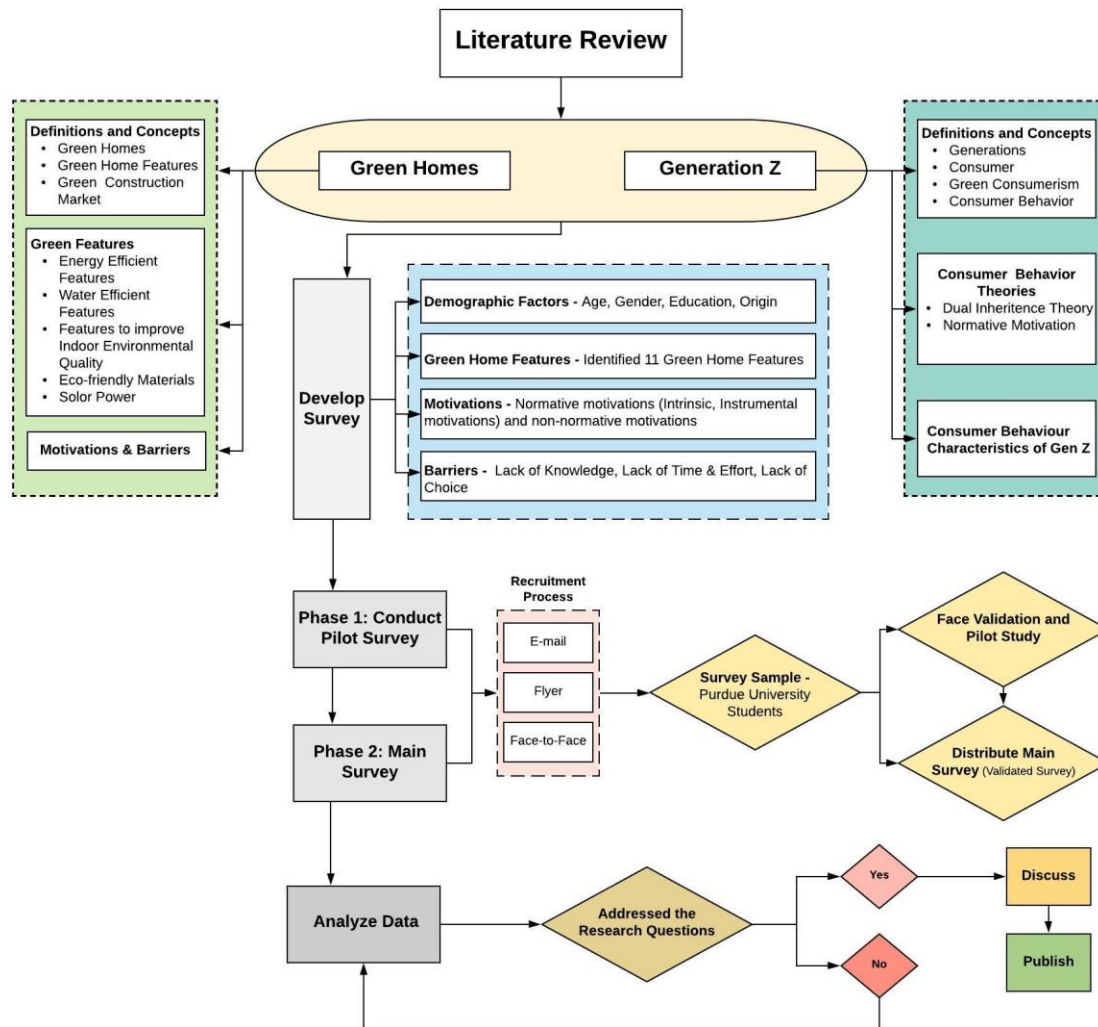 Literature Review
Green Homes
Generation Z
Definitions and Concepts
• Green Homes
• Green Home Features
• Green Construction
Market
Green Features
• Energy Efficient
Features
• Water Efficient
Features
• Features to improve
Indoor Environmental
Quality
• Eco-friendly Materials
• Solor Power
Motivations & Barriers
Definitions and Concepts
• Generations
• Consumer
• Green Consumerism
• Consumer Behavior
Consumer Behavior
Theories
• Dual Inheritence Theory
• Normative Motivation
Consumer Behaviour
Characteristics of Gen Z
Develop
Survey
Demographic Factors - Age, Gender, Education, Origin
Green Home Features - Identified 11 Green Home Features
Motivations - Normative motivations (Intrinsic, Instrumental
motivations) and non-normative motivations
Barriers - Lack of Knowledge, Lack of Time & Effort, Lack of
Choice
Phase 1: Conduct
Pilot Survey
Phase 2: Main
Survey
Recruitment
Process
E-mail
Flyer
Face-to-Face
Survey Sample -
Purdue University
Students
Face Validation and
Pilot Study
Distribute Main
Survey (Validated Survey)
Analyze Data
Addressed the
Research Questions
Yes
No
Discuss
Publish